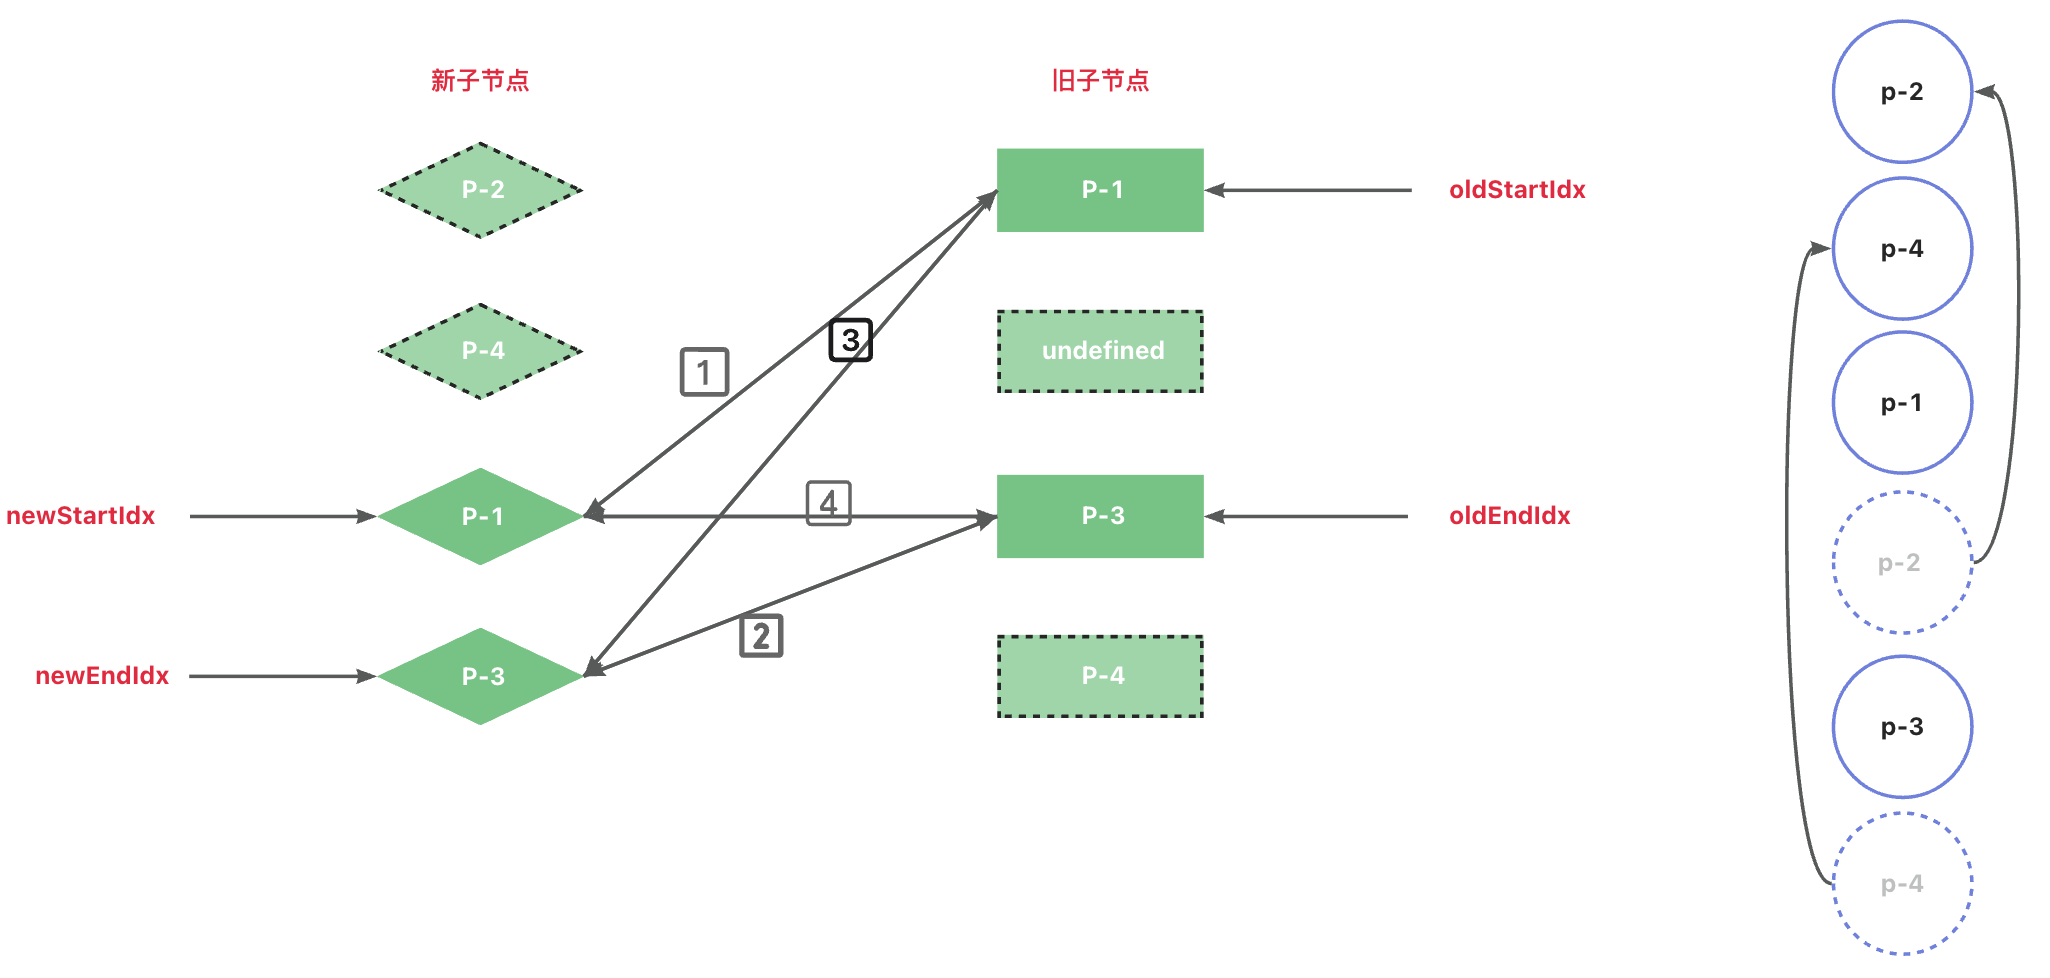 新子节点
旧子节点
p-2
P-2
P-1
oldStartIdx
p-4
3
P-4
undefined
1
p-1
4
newStartIdx
P-1
P-3
oldEndIdx
p-2
2
newEndIdx
P-3
P-4
p-3
p-4